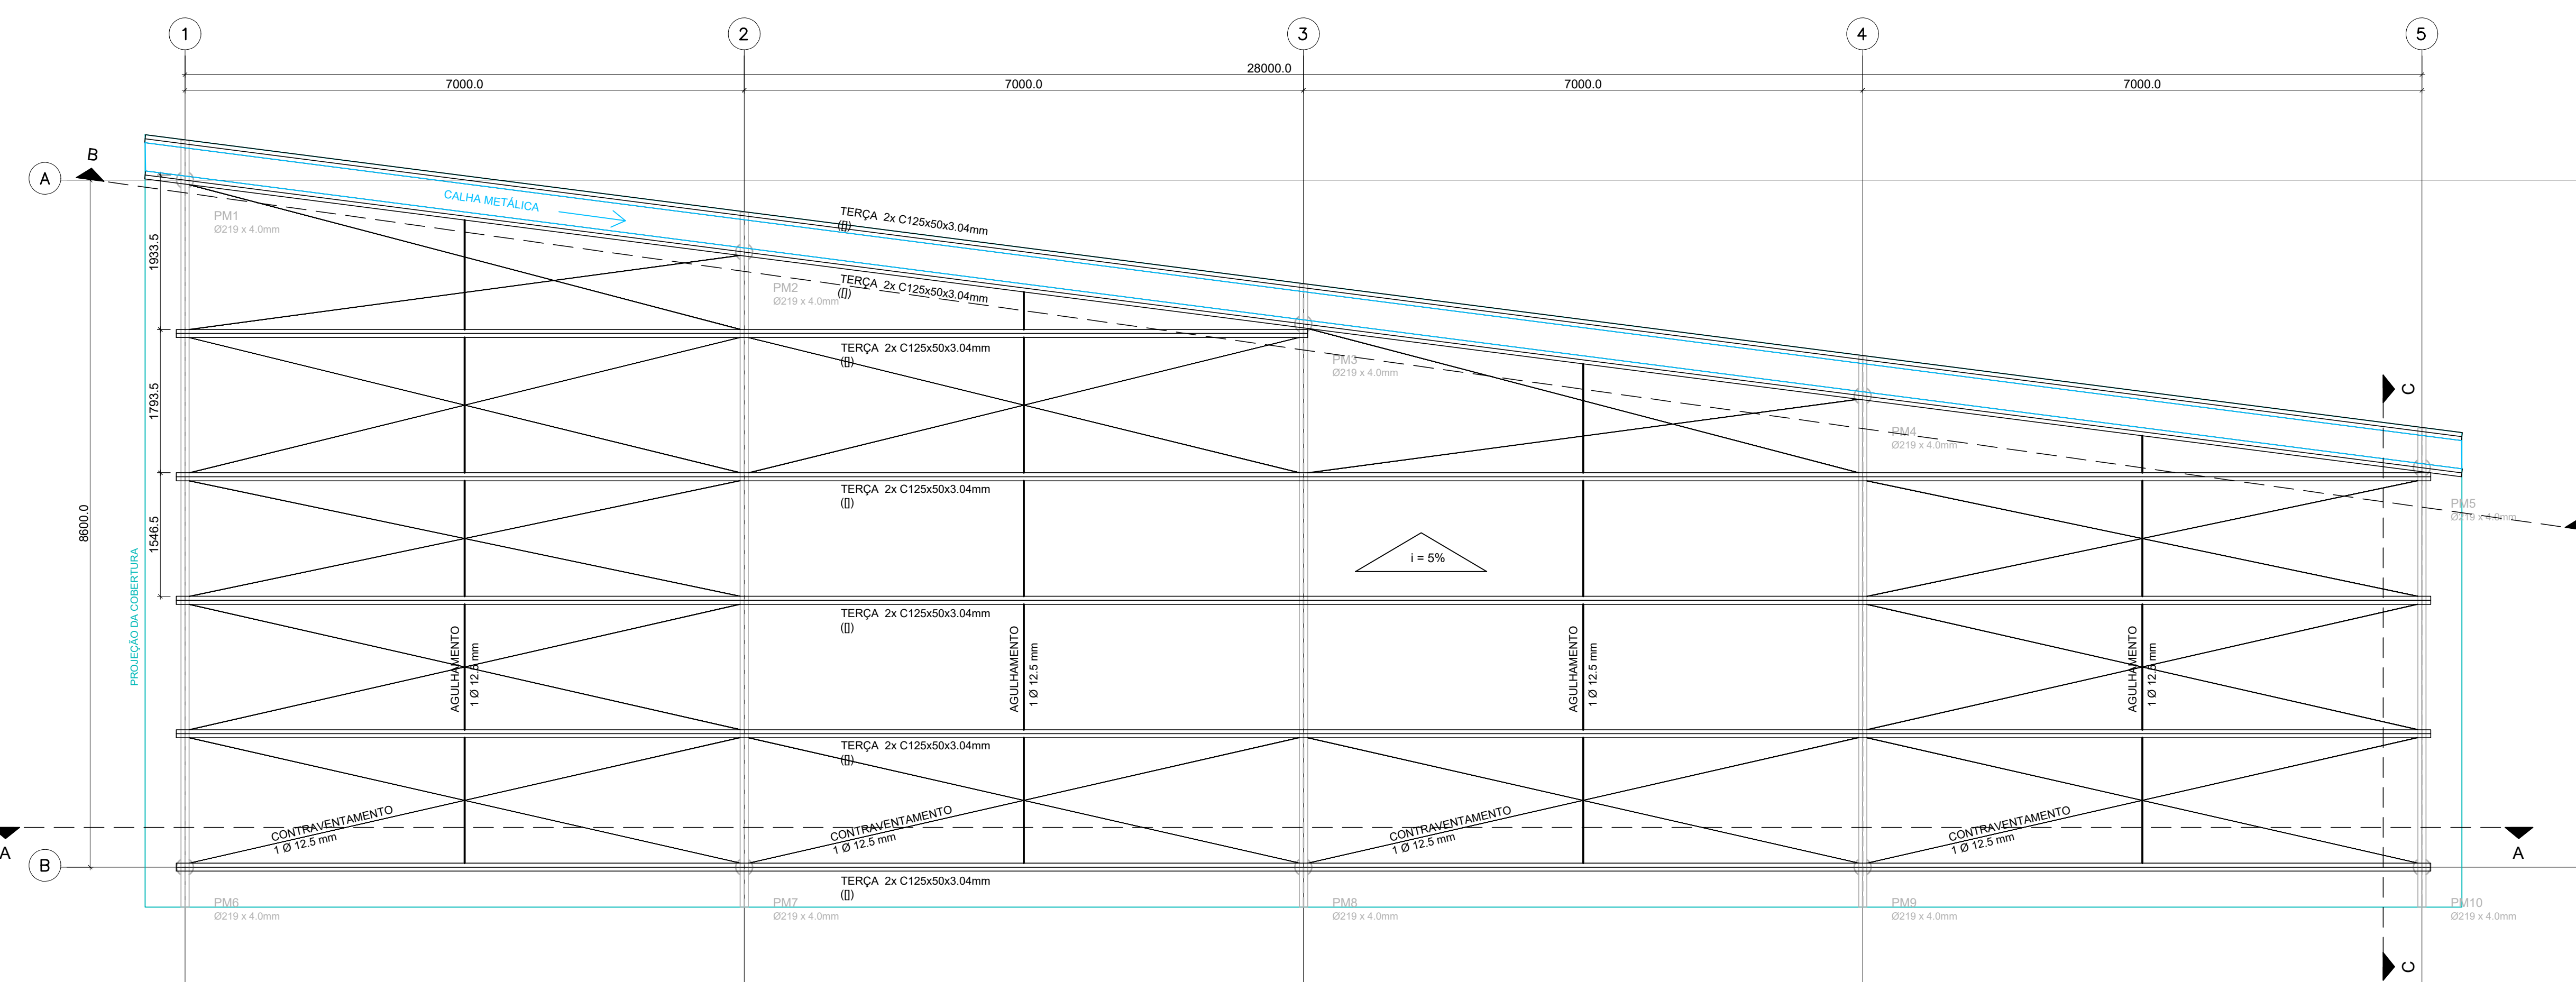 1
2
3
4
5
28000.0
7000.0
7000.0
7000.0
7000.0
B
A
CALHA METÁLICA
TERÇA 2x C125x50x3.04mm
([])
PM1
Ø219 x 4.0mm
1933.5
TERÇA 2x C125x50x3.04mm
([])
PM2
Ø219 x 4.0mm
TERÇA 2x C125x50x3.04mm
([])
PM3
Ø219 x 4.0mm
C
1793.5
PM4
Ø219 x 4.0mm
TERÇA 2x C125x50x3.04mm
([])
PM5
Ø219 x 4.0mm
8600.0
1546.5
i = 5%
PROJEÇÃO DA COBERTURA
TERÇA 2x C125x50x3.04mm
([])
AGULHAMENTO
1 Ø 12.5 mm
AGULHAMENTO
1 Ø 12.5 mm
AGULHAMENTO
1 Ø 12.5 mm
AGULHAMENTO
1 Ø 12.5 mm
TERÇA 2x C125x50x3.04mm
([])
CONTRAVENTAMENTO
1 Ø 12.5 mm
CONTRAVENTAMENTO
1 Ø 12.5 mm
CONTRAVENTAMENTO
1 Ø 12.5 mm
CONTRAVENTAMENTO
1 Ø 12.5 mm
A
A
B
TERÇA 2x C125x50x3.04mm
([])
PM6
Ø219 x 4.0mm
PM7
Ø219 x 4.0mm
PM8
Ø219 x 4.0mm
PM9
Ø219 x 4.0mm
PM10
Ø219 x 4.0mm
C